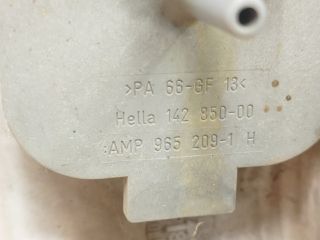 >PA 66-GF 13<
Hella 142 850-00
:AMP 965 209-1 H